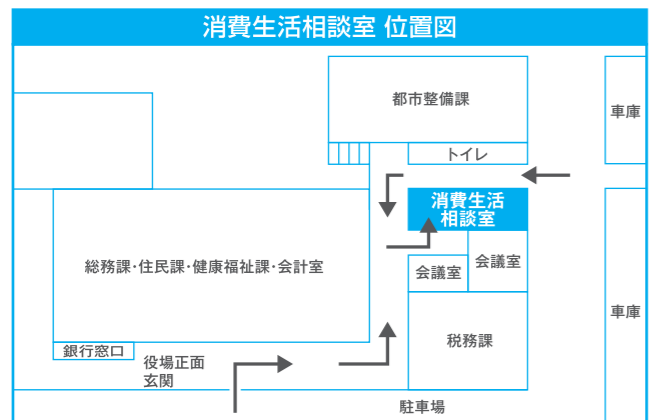 消費生活相談室 位置図
都市整備課
車庫
トイレ
消費生活
相談室
総務課・住民課・健康福祉課・会計室
会議室
会議室
車庫
税務課
銀行窓口
役場正面
玄関
駐車場